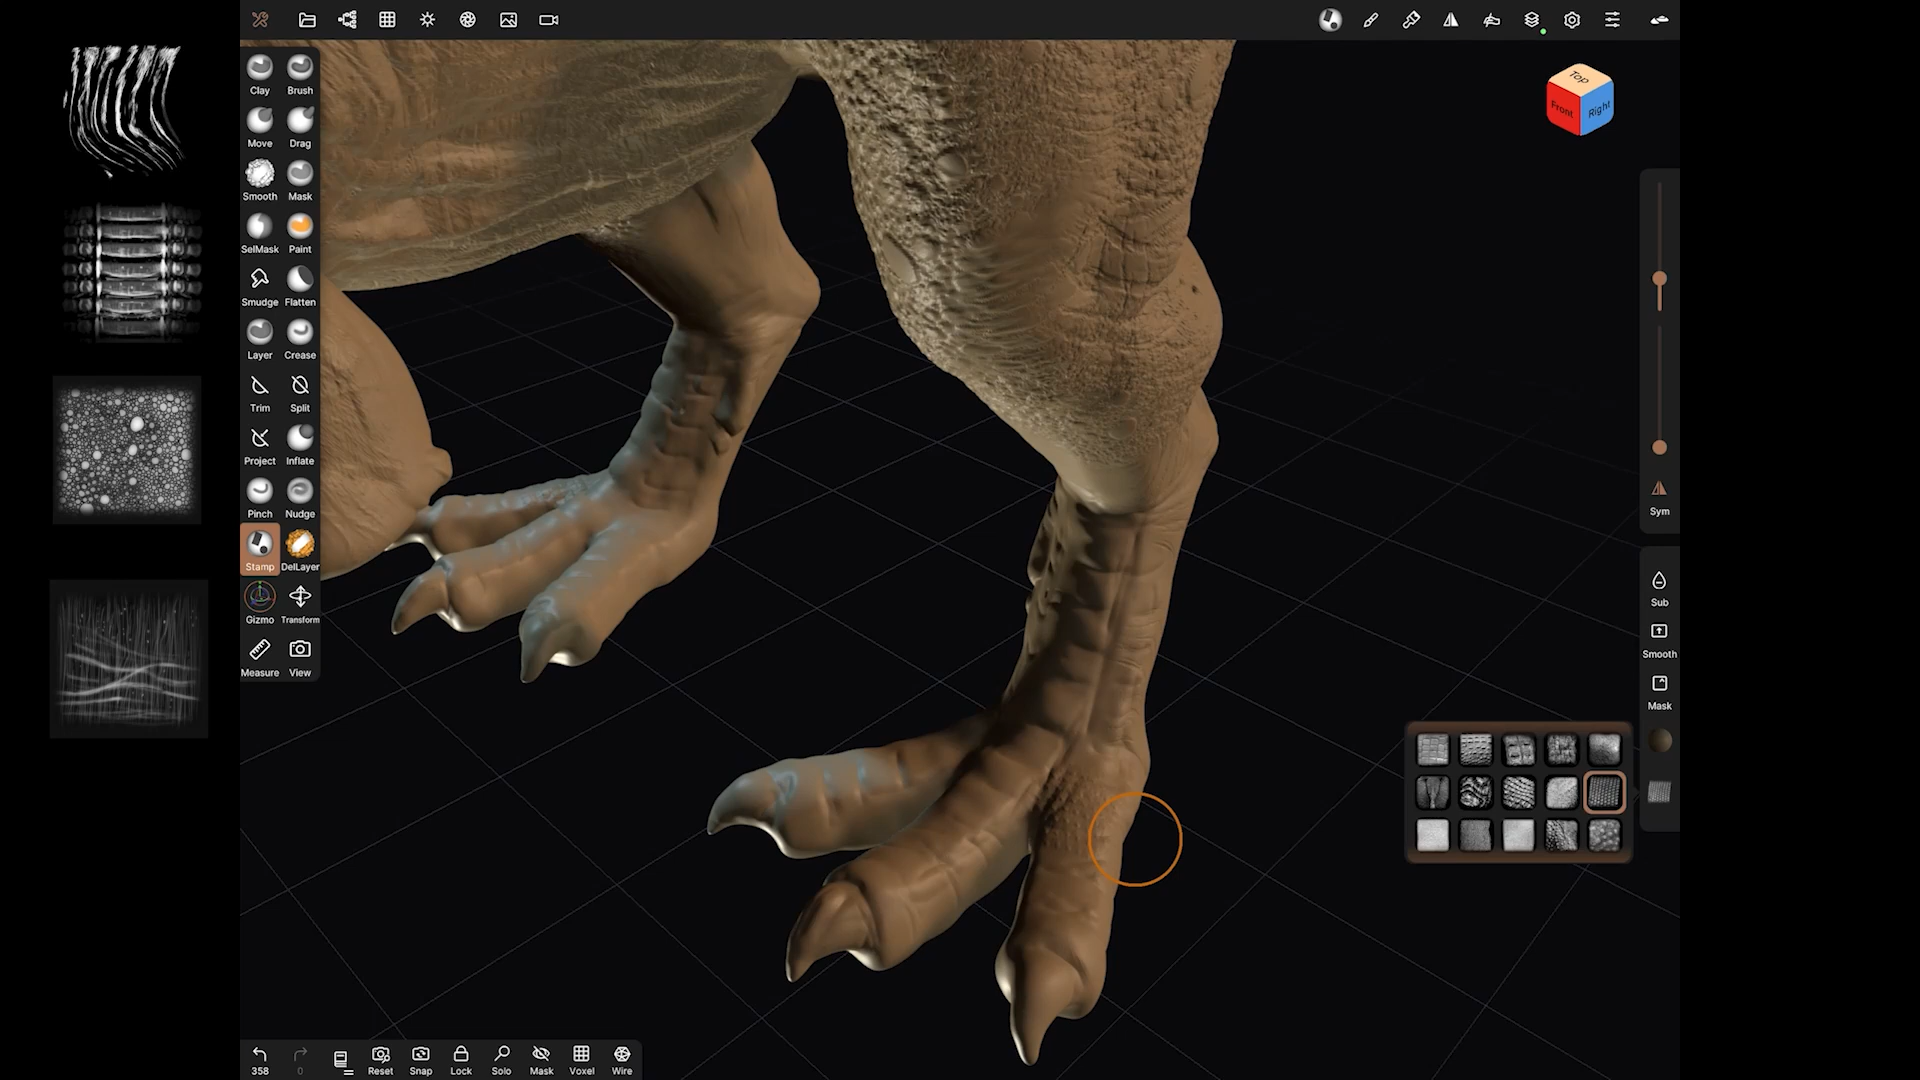 Clay Brush
Move Drag
Smooth Mask
SelMask Paint
Smudge Flatten
Layer Crease
Trim Split
Project Inflate
Pinch Nudge
Stamp DelLayer
Gizmo Transform
Measure View
Top
Front Right
Sym
Sub
Smooth
Mask
358 0 Reset Snap Lock Solo Mask Voxel Wire